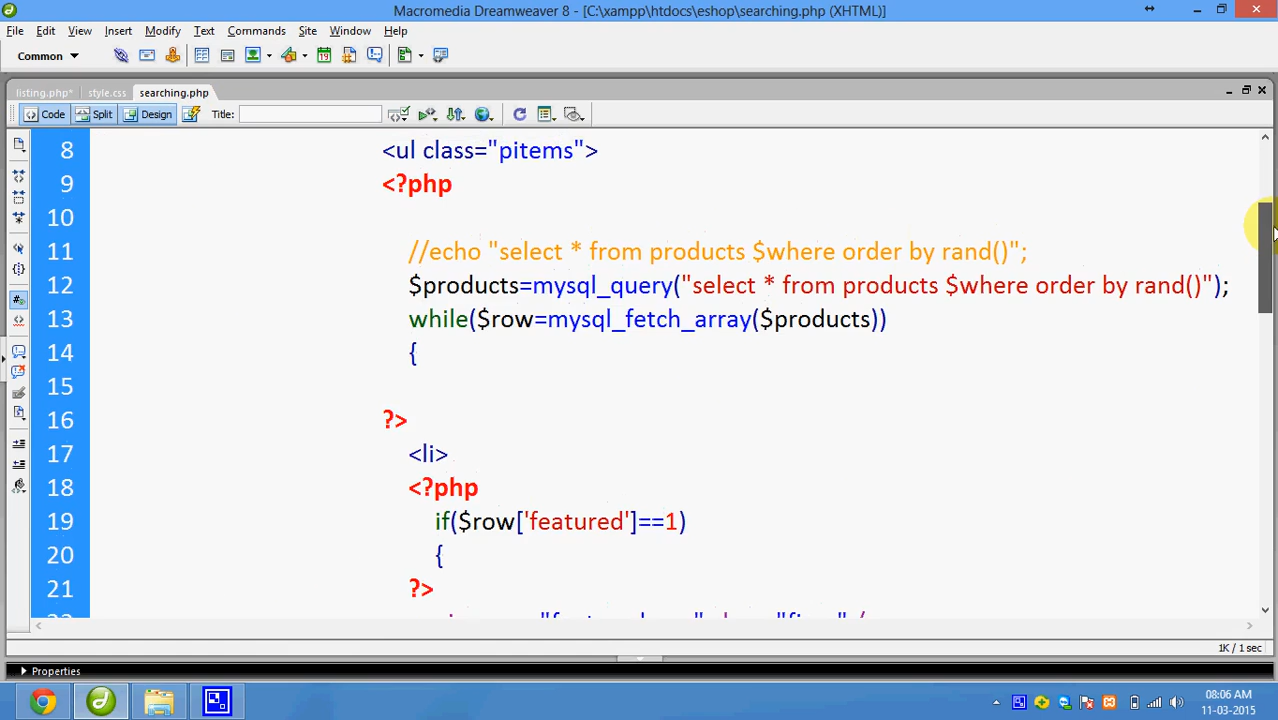 Macromedia Dreamweaver 8 - [C:\xampp\htdocs\eshop\searching.php (XHTML)]
File Edit View Insert Modify Text Commands Site Window Help
Common
listing.php* style.css searching.php
Code Split Design Title:
8 <ul class="pitems">
9 <?php
10
11 //echo "select * from products $where order by rand()";
12 $products=mysql_query("select * from products $where order by rand()");
13 while($row=mysql_fetch_array($products))
14 {
15
16 ?>
17 <li>
18 <?php
19 if($row['featured']==1)
20 {
21 ?>
1K / 1 sec
Properties
08:06 AM
11-03-2015